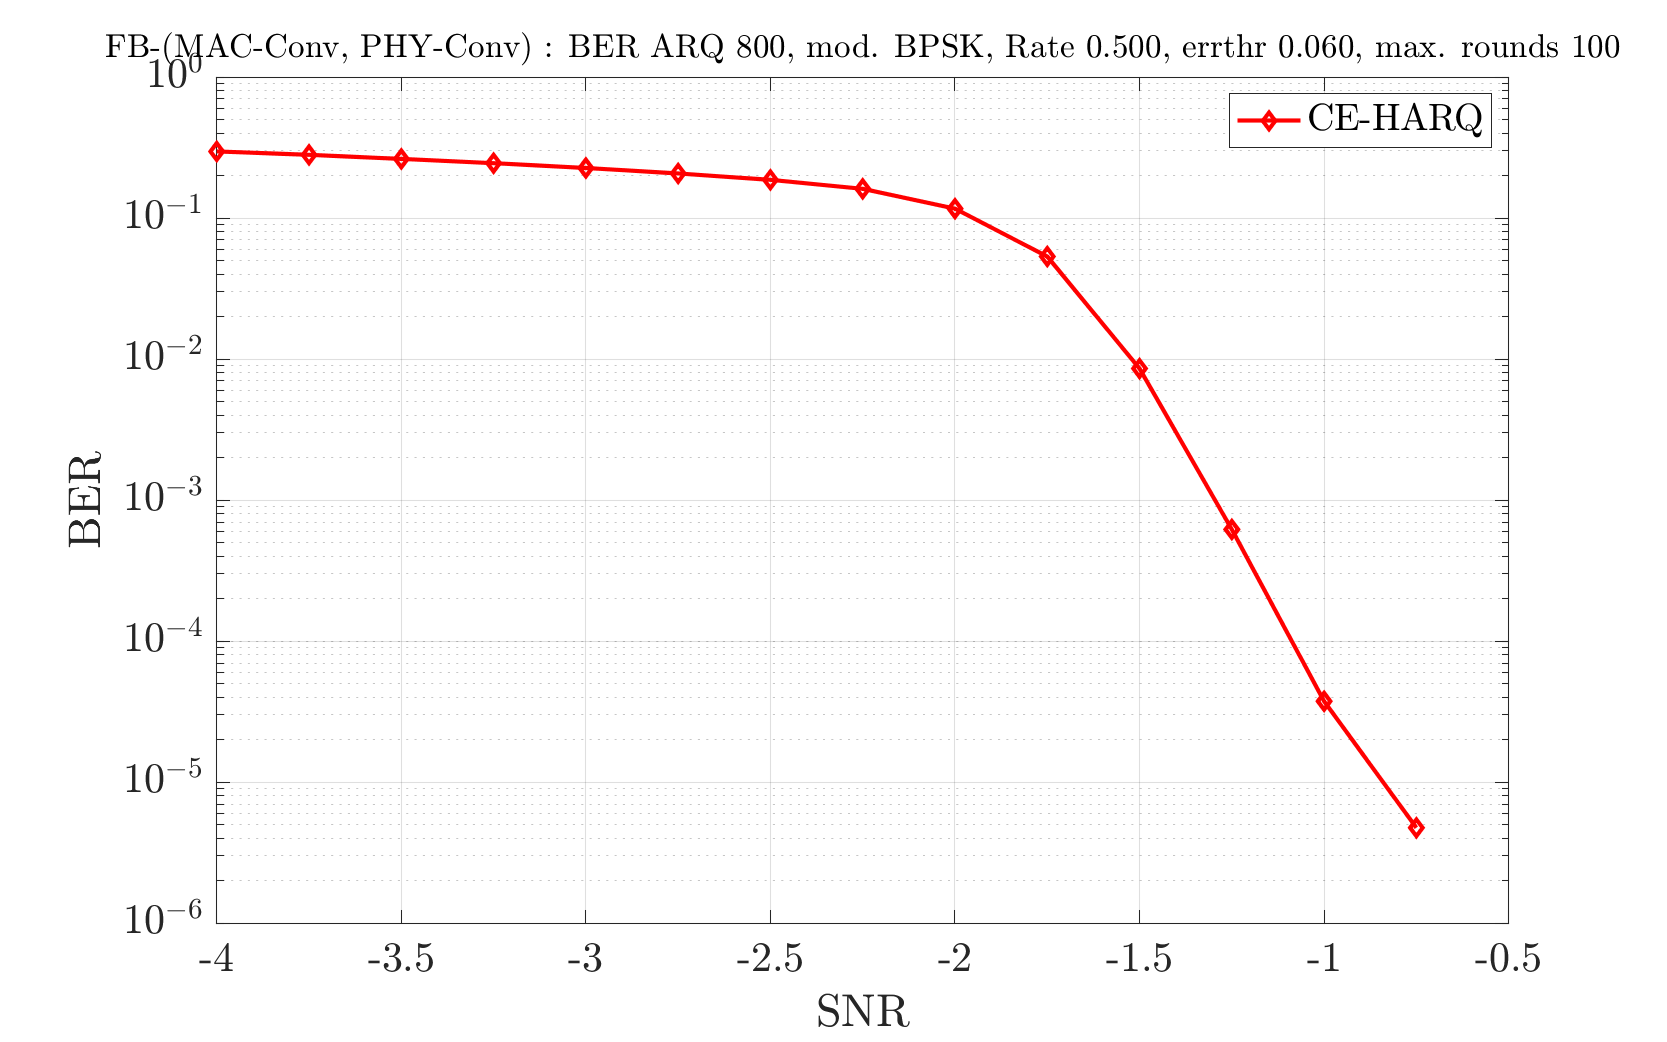 FB-(MAC-Conv, PHY-Conv) : BER ARQ 800, mod. BPSK, Rate 0.500, errthr 0.060, max. rounds 100
10^0
CE-HARQ
10^-1
10^-2
BER
10^-3
10^-4
10^-5
10^-6
-4 -3.5 -3 -2.5 -2 -1.5 -1 -0.5
SNR